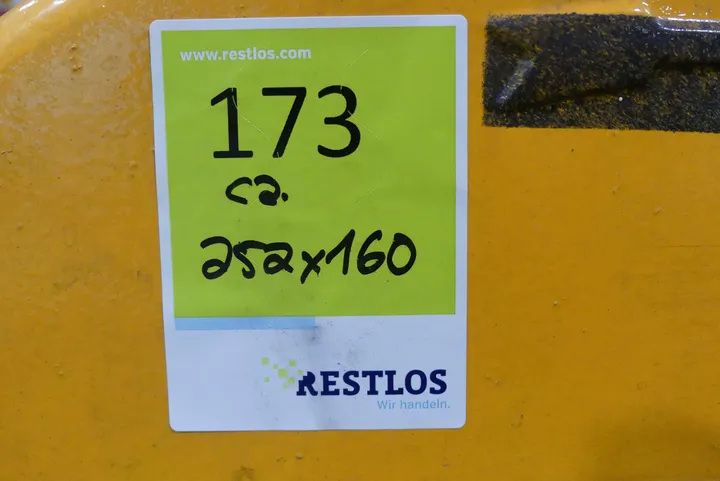 www.restlos.com
173
ca.
252x160
RESTLOS
Wir handeln.